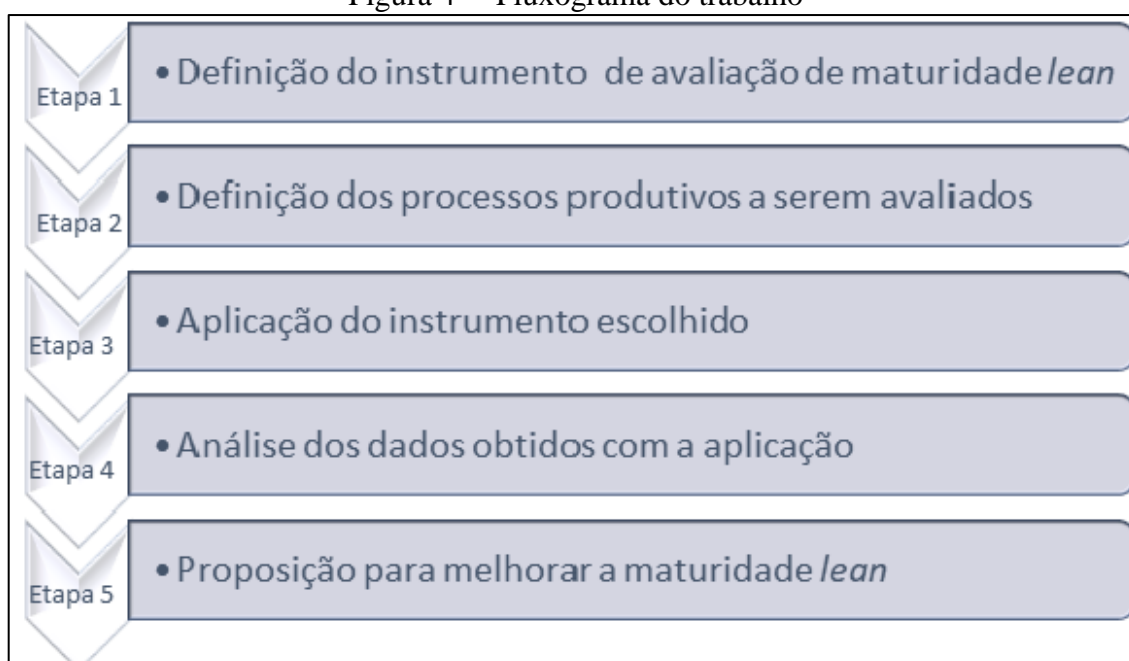 Figura 4 – Fluxograma do trabalho
Etapa 1
• Definição do instrumento de avaliação de maturidade lean
Etapa 2
• Definição dos processos produtivos a serem avaliados
Etapa 3
• Aplicação do instrumento escolhido
Etapa 4
• Análise dos dados obtidos com a aplicação
Etapa 5
• Proposição para melhorar a maturidade lean